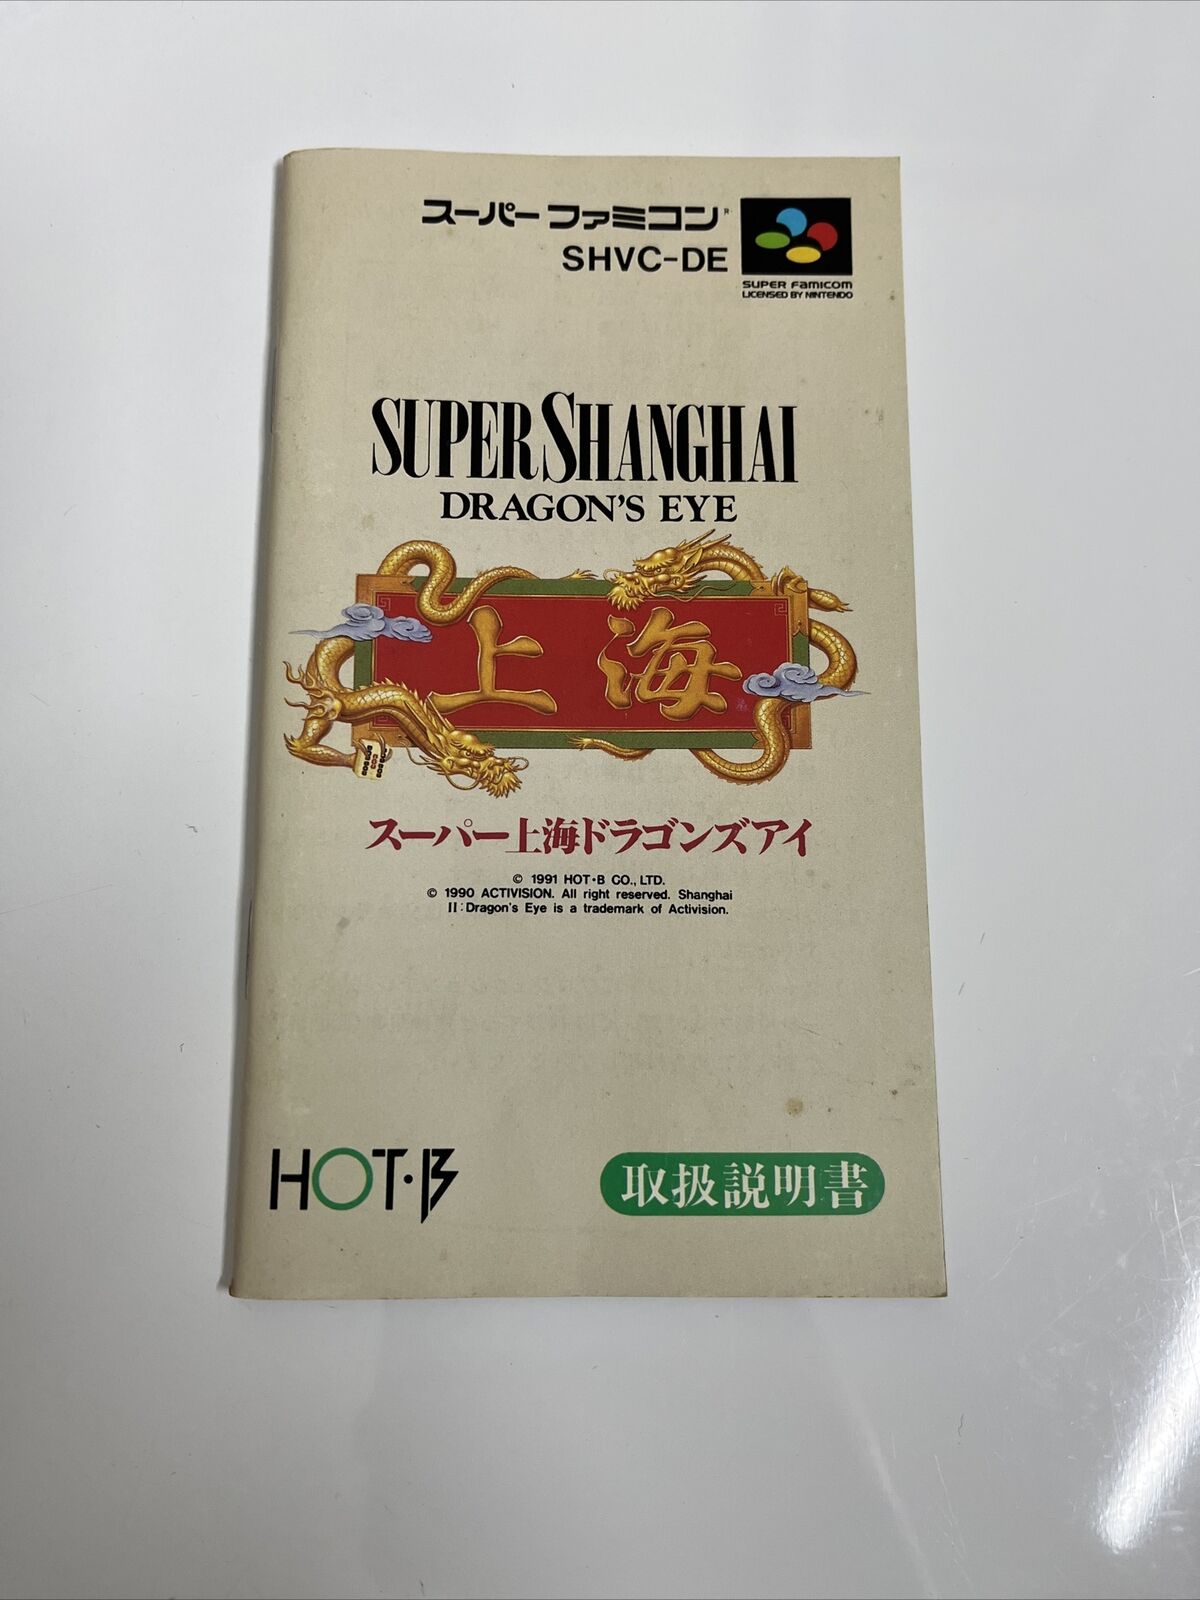 スーパーファミコン®
SHVC-DE
SUPER FAMICOM
LICENSED BY NINTENDO
SUPER SHANGHAI
DRAGON'S EYE
上海
スーパー上海ドラゴンズアイ
© 1991 HOT・B CO., LTD.
© 1990 ACTIVISION. All right reserved. Shanghai
II: Dragon's Eye is a trademark of Activision.
HOT・B
取扱説明書